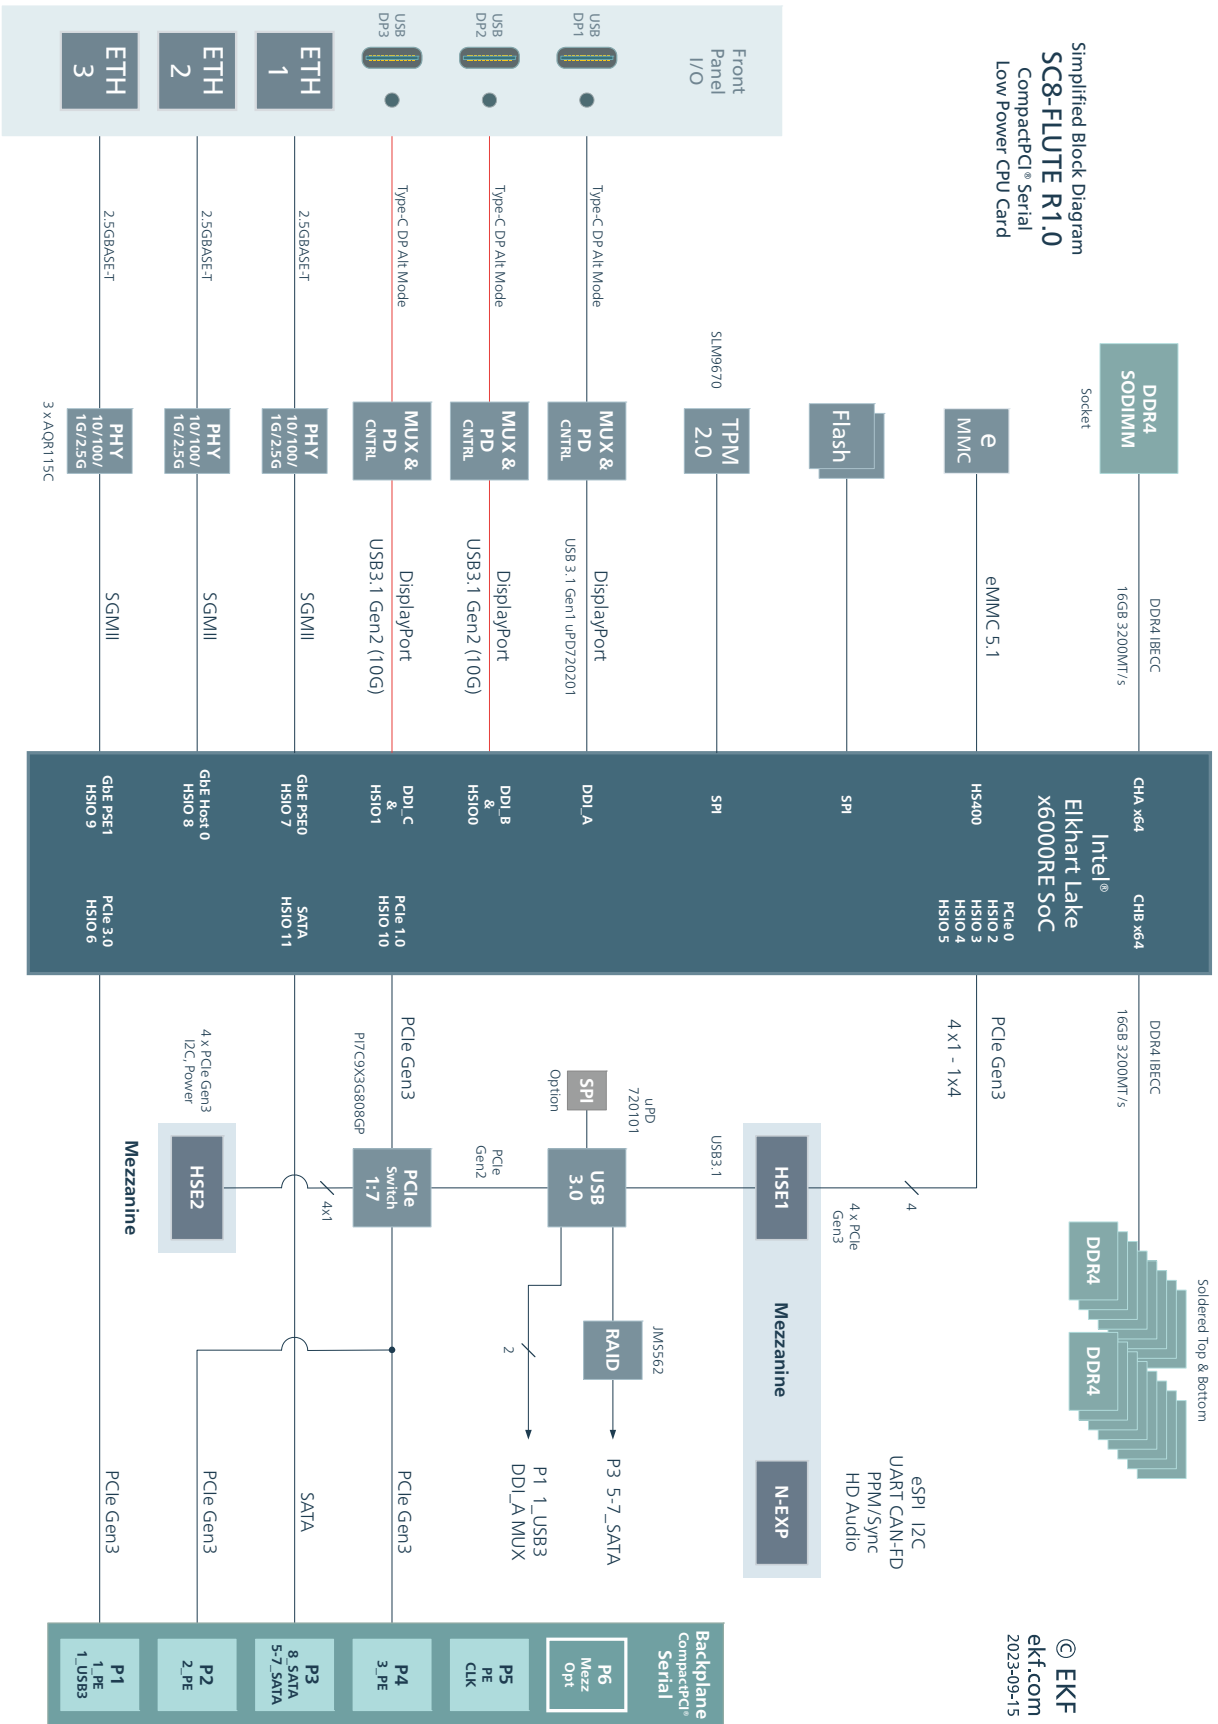 Simplified Block Diagram
SC8-FLUTE R1.0
CompactPCI® Serial
Low Power CPU Card
© EKF
ekf.com
2023-09-15
DDR4
SODIMM
Socket
DDR4 IBECC
16GB 3200MT/s
CHA x64
CHB x64
DDR4 IBECC
16GB 3200MT/s
Soldered Top & Bottom
DDR4
DDR4
Intel®
Elkhart Lake
x6000RE SoC
e
MMC
eMMC 5.1
HS400
PCIe 0
HSIO 2
HSIO 3
HSIO 4
HSIO 5
PCIe Gen3
4 x1 - 1x4
4
4 x PCIe
Gen3
eSPI I2C
UART CAN-FD
PPM/Sync
HD Audio
Flash
SPI
HSE1
Mezzanine
N-EXP
Front
Panel
I/O
SLM9670
TPM
2.0
SPI
USB3.1
uPD
720101
SPI
Option
USB
3.0
JMS562
RAID
P3 5-7_SATA
2
P1 1_USB3
DDI_A MUX
Backplane
CompactPCI®
Serial
USB
DP1
Type-C DP Alt Mode
MUX &
PD
CNTRL
DisplayPort
USB 3.1 Gen1 uPD720201
DDI_A
P6
Mezz
Opt
USB
DP2
Type-C DP Alt Mode
MUX &
PD
CNTRL
DisplayPort
USB3.1 Gen2 (10G)
DDI_B
&
HSIO0
PCIe
Gen2
P5
PE
CLK
USB
DP3
Type-C DP Alt Mode
MUX &
PD
CNTRL
DisplayPort
USB3.1 Gen2 (10G)
DDI_C
&
HSIO1
PCIe 1.0
HSIO 10
PCIe Gen3
PI7C9X3G808GP
PCIe
Switch
1:7
4x1
PCIe Gen3
P4
3_PE
ETH
1
2.5GBASE-T
PHY
10/100/
1G/2.5G
SGMII
GbE PSE0
HSIO 7
SATA
HSIO 11
SATA
P3
8_SATA
5-7_SATA
ETH
2
2.5GBASE-T
PHY
10/100/
1G/2.5G
SGMII
GbE Host 0
HSIO 8
4 x PCIe Gen3
I2C, Power
HSE2
Mezzanine
PCIe Gen3
P2
2_PE
ETH
3
2.5GBASE-T
PHY
10/100/
1G/2.5G
3 x AQR115C
SGMII
GbE PSE1
HSIO 9
PCIe 3.0
HSIO 6
PCIe Gen3
P1
1_PE
1_USB3